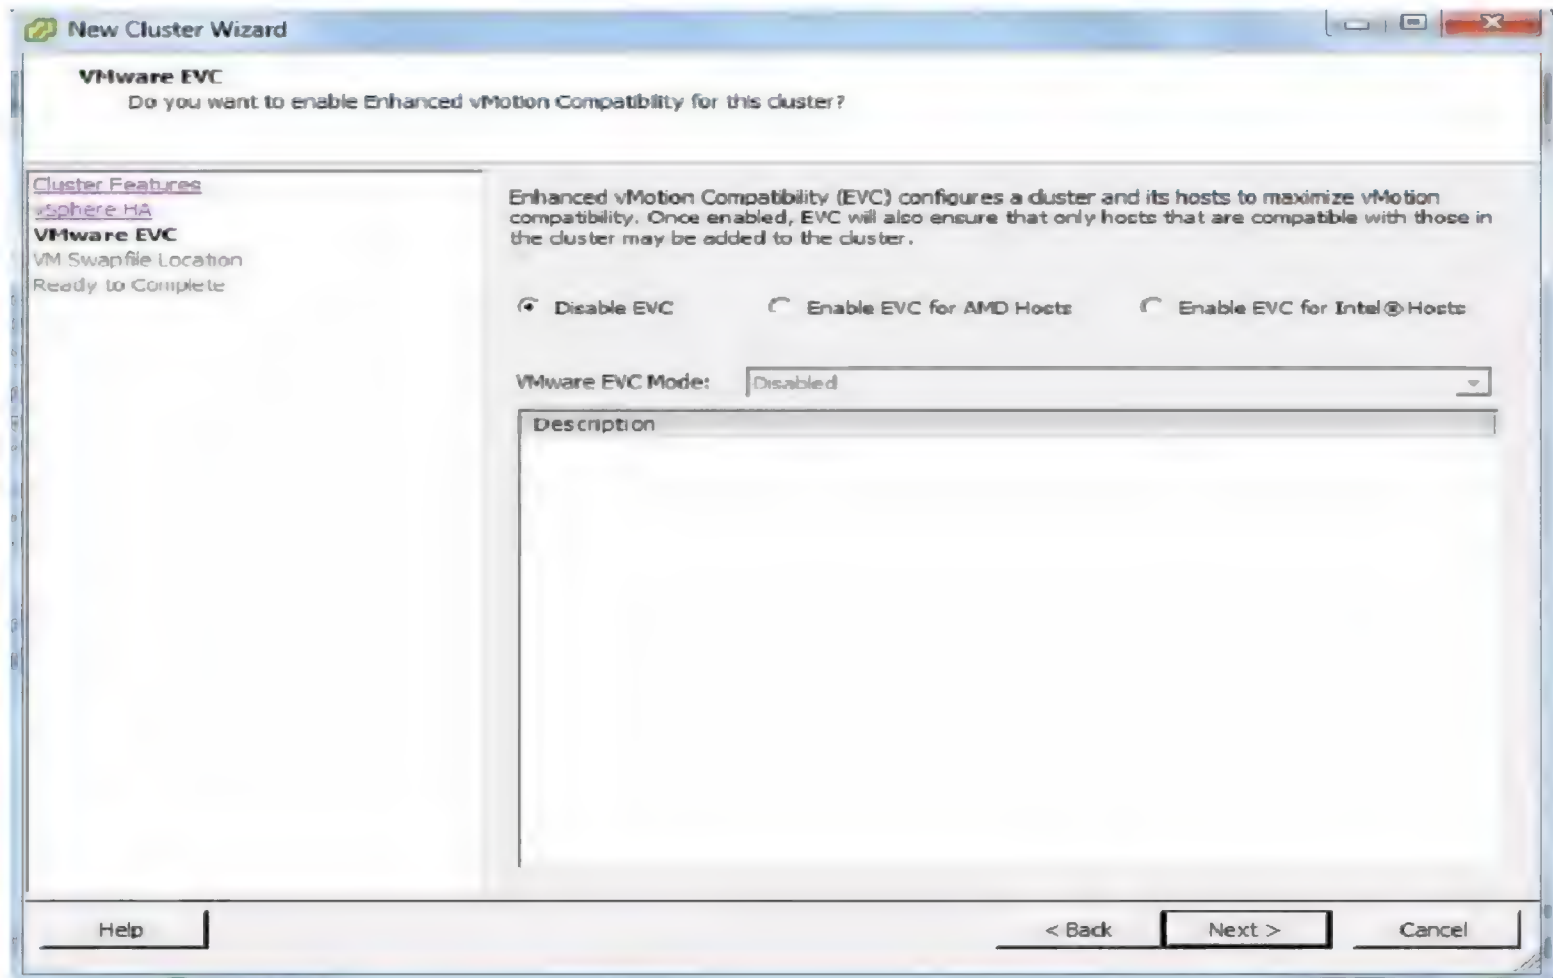 New Cluster Wizard
VMware EVC
Do you want to enable Enhanced vMotion Compatibility for this cluster?
Cluster Features
vSphere HA
VMware EVC
VM Swapfile Location
Ready to Complete
Enhanced vMotion Compatibility (EVC) configures a cluster and its hosts to maximize vMotion
compatibility. Once enabled, EVC will also ensure that only hosts that are compatible with those in
the cluster may be added to the cluster.
Disable EVC
Enable EVC for AMD Hosts
Enable EVC for Intel® Hosts
VMware EVC Mode:
Disabled
Description
Help
< Back
Next >
Cancel